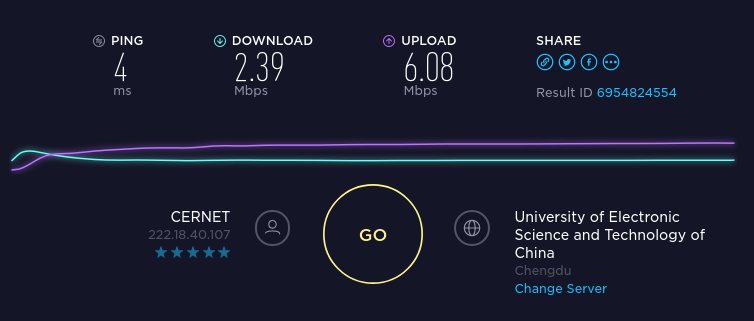 PING
4
ms
DOWNLOAD
2.39
Mbps
UPLOAD
6.08
Mbps
SHARE
Result ID 6954824554
CERNET
222.18.40.107
GO
University of Electronic
Science and Technology of
China
Chengdu
Change Server